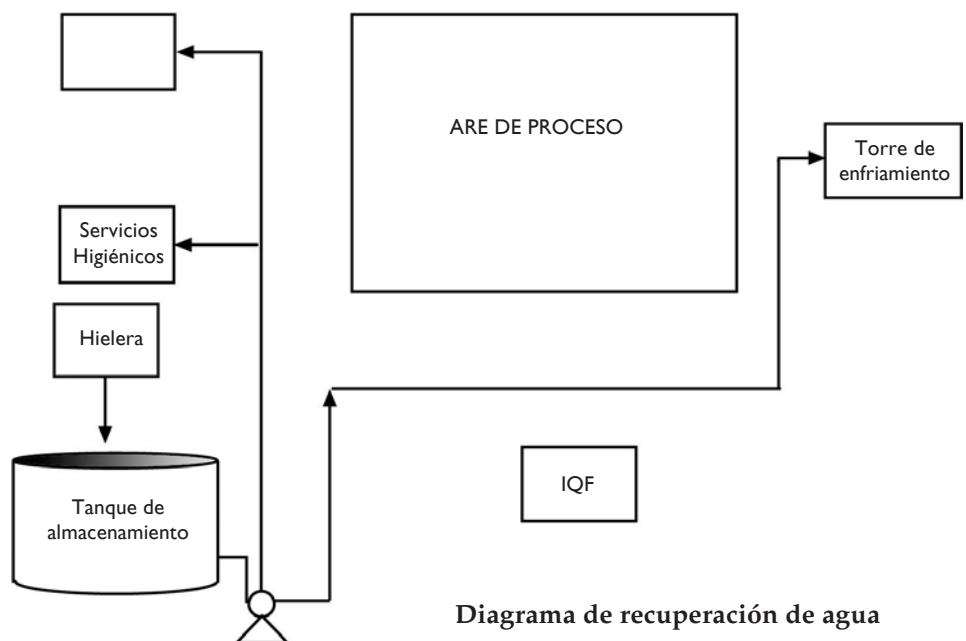 ARE DE PROCESO
Torre de
enfriamiento
Servicios
Higiénicos
Hielera
IQF
Tanque de
almacenamiento
Diagrama de recuperación de agua